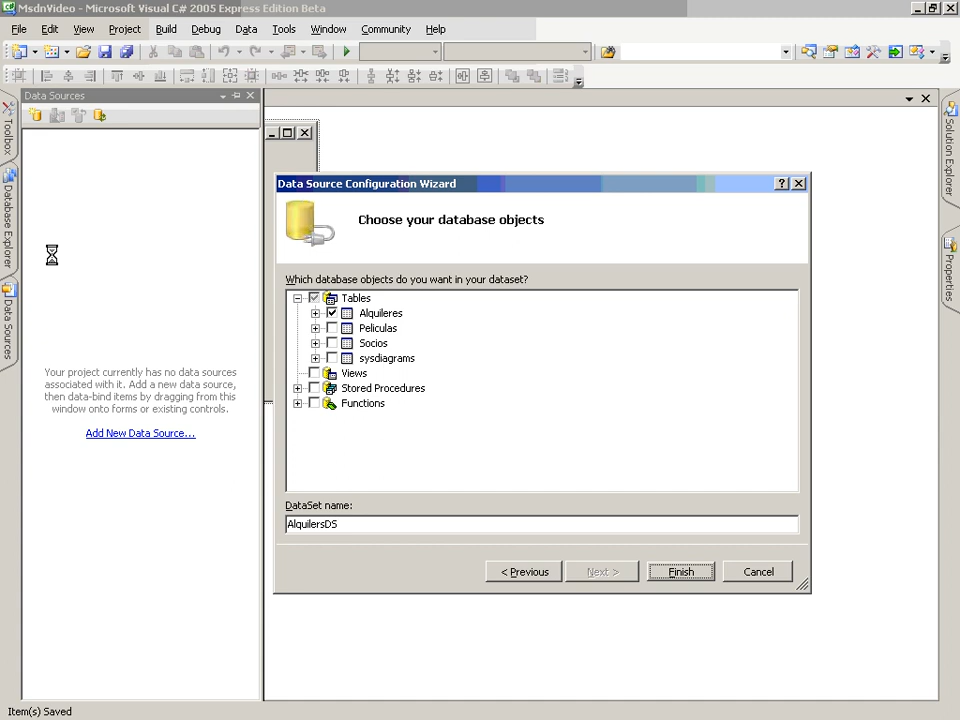 MsdnVideo - Microsoft Visual C# 2005 Express Edition Beta
File Edit View Project Build Debug Data Tools Window Community Help
Data Sources
Toolbox
Database Explorer
Data Sources
Solution Explorer
Properties
Your project currently has no data sources
associated with it. Add a new data source,
then data-bind items by dragging from this
window onto forms or existing controls.
Add New Data Source...
Data Source Configuration Wizard
Choose your database objects
Which database objects do you want in your dataset?
Tables
Alquileres
Peliculas
Socios
sysdiagrams
Views
Stored Procedures
Functions
DataSet name:
AlquilersDS
< Previous Next > Finish Cancel
Item(s) Saved